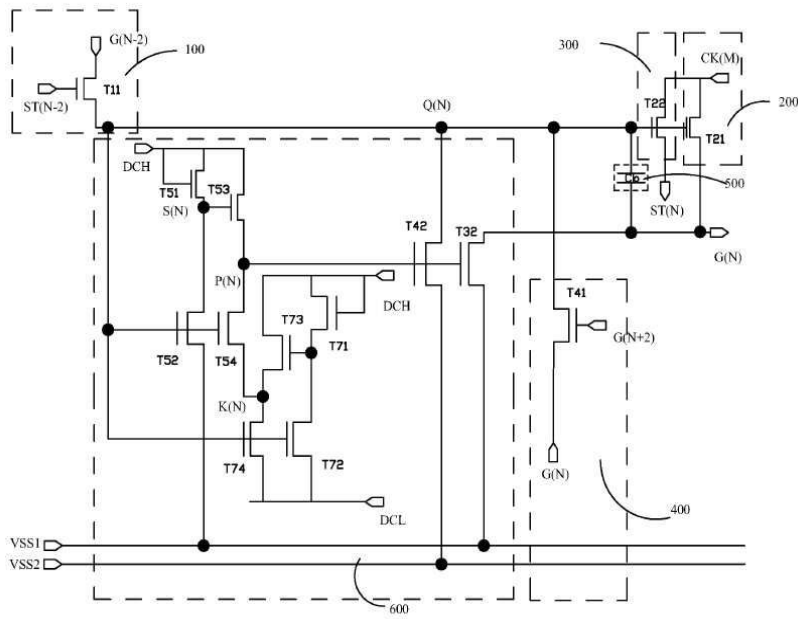 G(N-2)
100
ST(N-2)
T11
Q(N)
300
CK(M)
T22
200
T21
DCH
T51
T53
S(N)
Cb
500
ST(N)
T42
T32
G(N)
P(N)
DCH
T41
T73
T71
G(N+2)
T52
T54
K(N)
T74
T72
G(N)
DCL
400
VSS1
VSS2
600